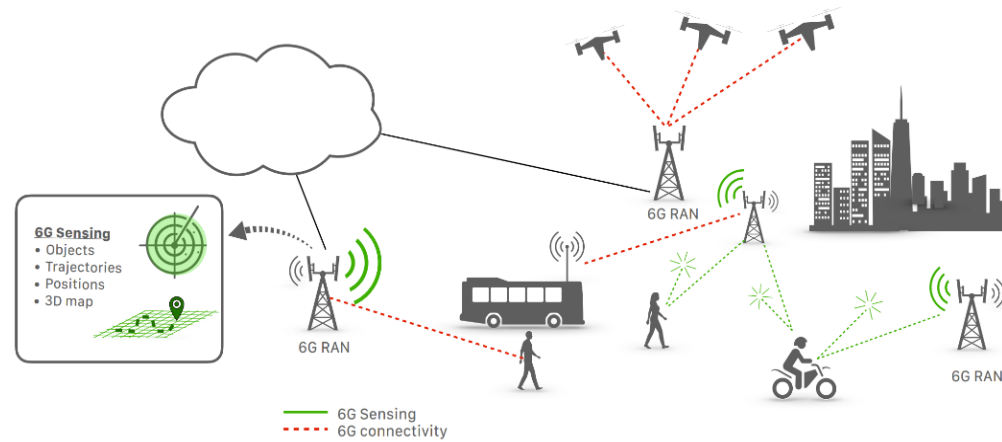 6G RAN
6G Sensing
• Objects
• Trajectories
• Positions
• 3D map
6G RAN
6G RAN
6G Sensing
6G connectivity